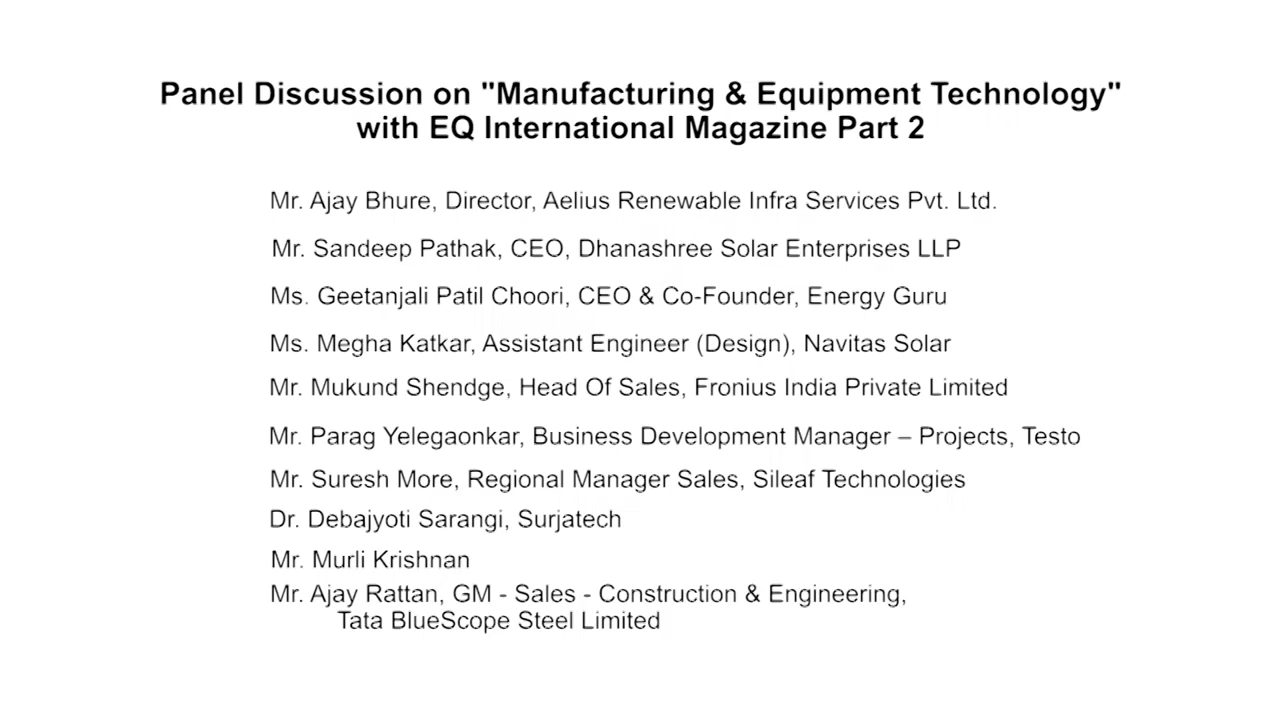 Panel Discussion on "Manufacturing & Equipment Technology"
with EQ International Magazine Part 2
Mr. Ajay Bhure, Director, Aelius Renewable Infra Services Pvt. Ltd.
Mr. Sandeep Pathak, CEO, Dhanashree Solar Enterprises LLP
Ms. Geetanjali Patil Choori, CEO & Co-Founder, Energy Guru
Ms. Megha Katkar, Assistant Engineer (Design), Navitas Solar
Mr. Mukund Shendge, Head Of Sales, Fronius India Private Limited
Mr. Parag Yelegaonkar, Business Development Manager – Projects, Testo
Mr. Suresh More, Regional Manager Sales, Sileaf Technologies
Dr. Debajyoti Sarangi, Surjatech
Mr. Murli Krishnan
Mr. Ajay Rattan, GM - Sales - Construction & Engineering,
Tata BlueScope Steel Limited